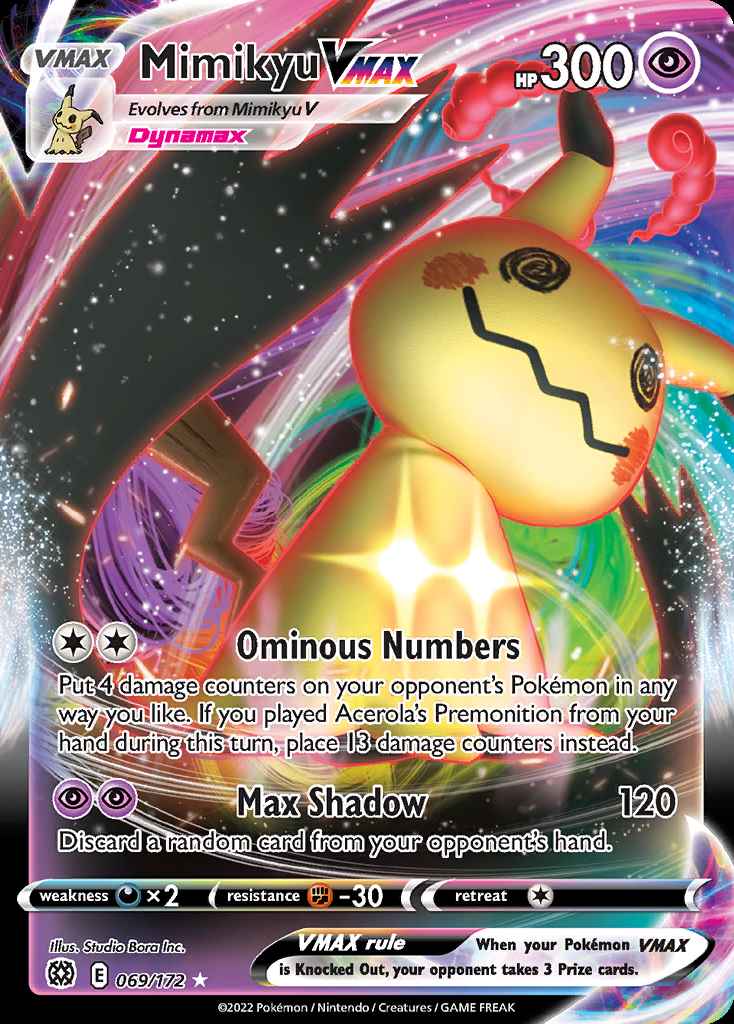 VMAX
Mimikyu VMAX
HP 300
Evolves from Mimikyu V
Dynamax
Ominous Numbers
Put 4 damage counters on your opponent's Pokémon in any
way you like. If you played Acerola's Premonition from your
hand during this turn, place 13 damage counters instead.
Max Shadow 120
Discard a random card from your opponent's hand.
weakness ×2 resistance -30 retreat
Illus. Studio Bora Inc.
VMAX rule When your Pokémon VMAX
is Knocked Out, your opponent takes 3 Prize cards.
E 069/172
©2022 Pokémon / Nintendo / Creatures / GAME FREAK